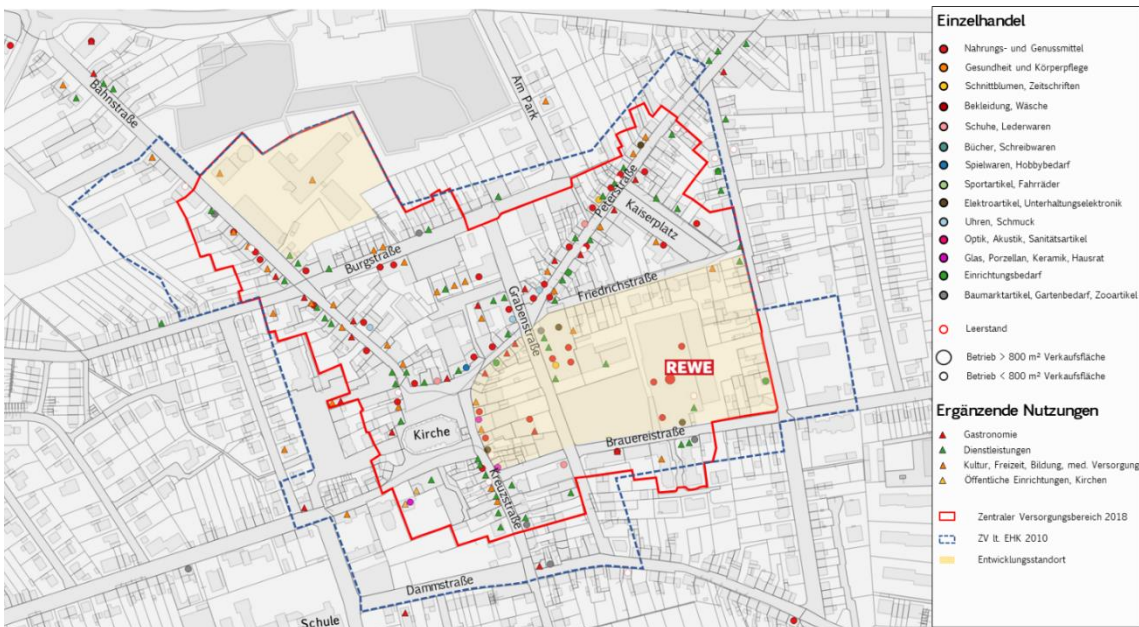 Bahnstraße
Am Park
Peterstraße
Kaiserplatz
Burgstraße
Grabenstraße
Friedrichstraße
REWE
Kirche
Brauereistraße
Kreuzstraße
Dammstraße
Schule
Einzelhandel
Nahrungs- und Genussmittel
Gesundheit und Körperpflege
Schnittblumen, Zeitschriften
Bekleidung, Wäsche
Schuhe, Lederwaren
Bücher, Schreibwaren
Spielwaren, Hobbybedarf
Sportartikel, Fahrräder
Elektroartikel, Unterhaltungselektronik
Uhren, Schmuck
Optik, Akustik, Sanitätsartikel
Glas, Porzellan, Keramik, Hausrat
Einrichtungsbedarf
Baumarktartikel, Gartenbedarf, Zooartikel
Leerstand
Betrieb > 800 m² Verkaufsfläche
Betrieb < 800 m² Verkaufsfläche
Ergänzende Nutzungen
Gastronomie
Dienstleistungen
Kultur, Freizeit, Bildung, med. Versorgung
Öffentliche Einrichtungen, Kirchen
Zentraler Versorgungsbereich 2018
ZV lt. EHK 2010
Entwicklungsstandort